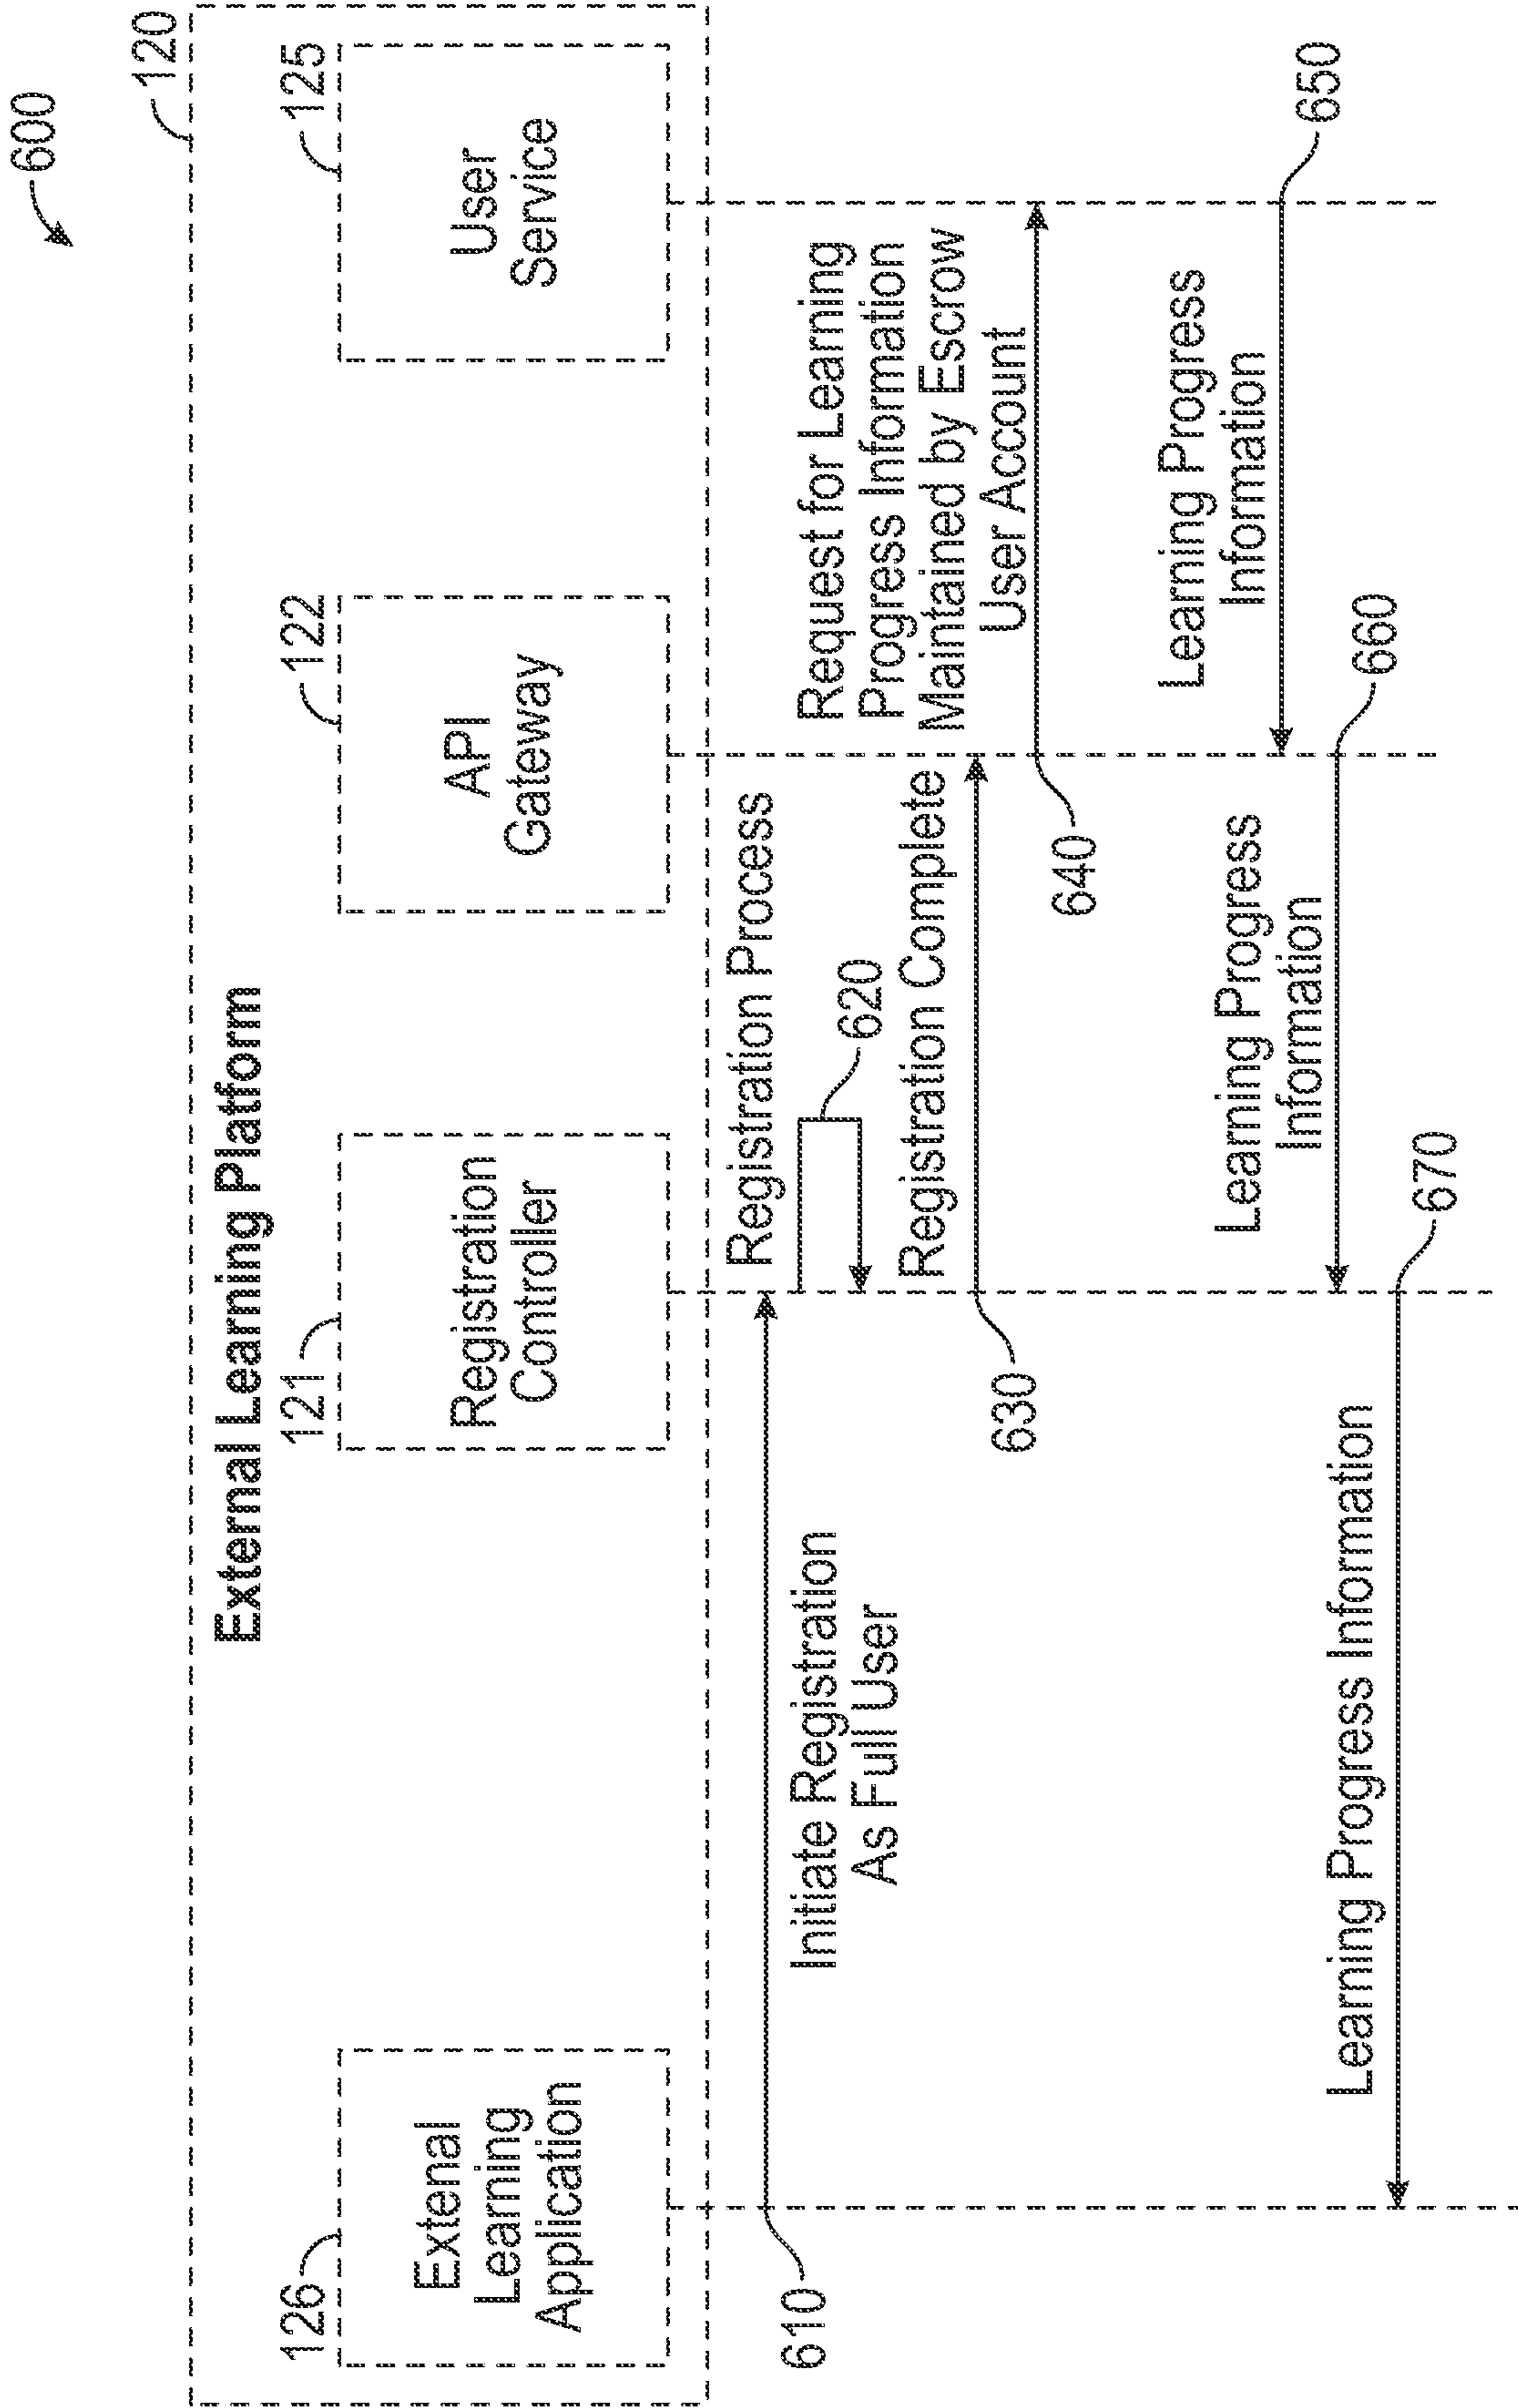 600
120
External Learning Platform
126
121
122
125
Extenal
Learning
Application
Registration
Controller
API
Gateway
User
Service
610
Initiate Registration
As Full User
Registration Process
620
Registration Complete
630
Request for Learning
Progress Information
Maintained by Escrow
User Account
640
Learning Progress
Information
650
Learning Progress
Information
660
Learning Progress Information
670